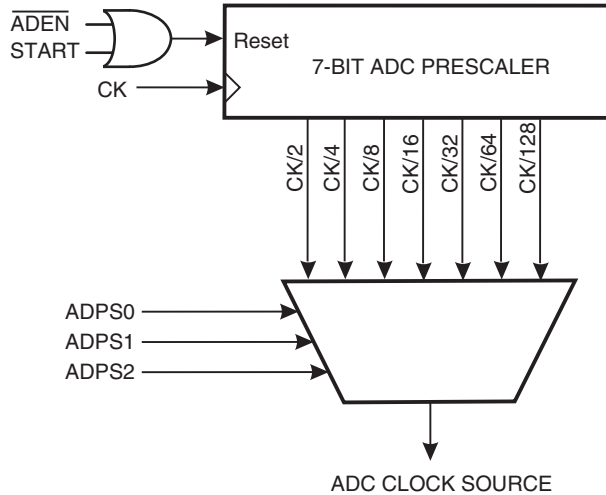 ADEN
START
Reset
7-BIT ADC PRESCALER
CK
CK/2
CK/4
CK/8
CK/16
CK/32
CK/64
CK/128
ADPS0
ADPS1
ADPS2
ADC CLOCK SOURCE